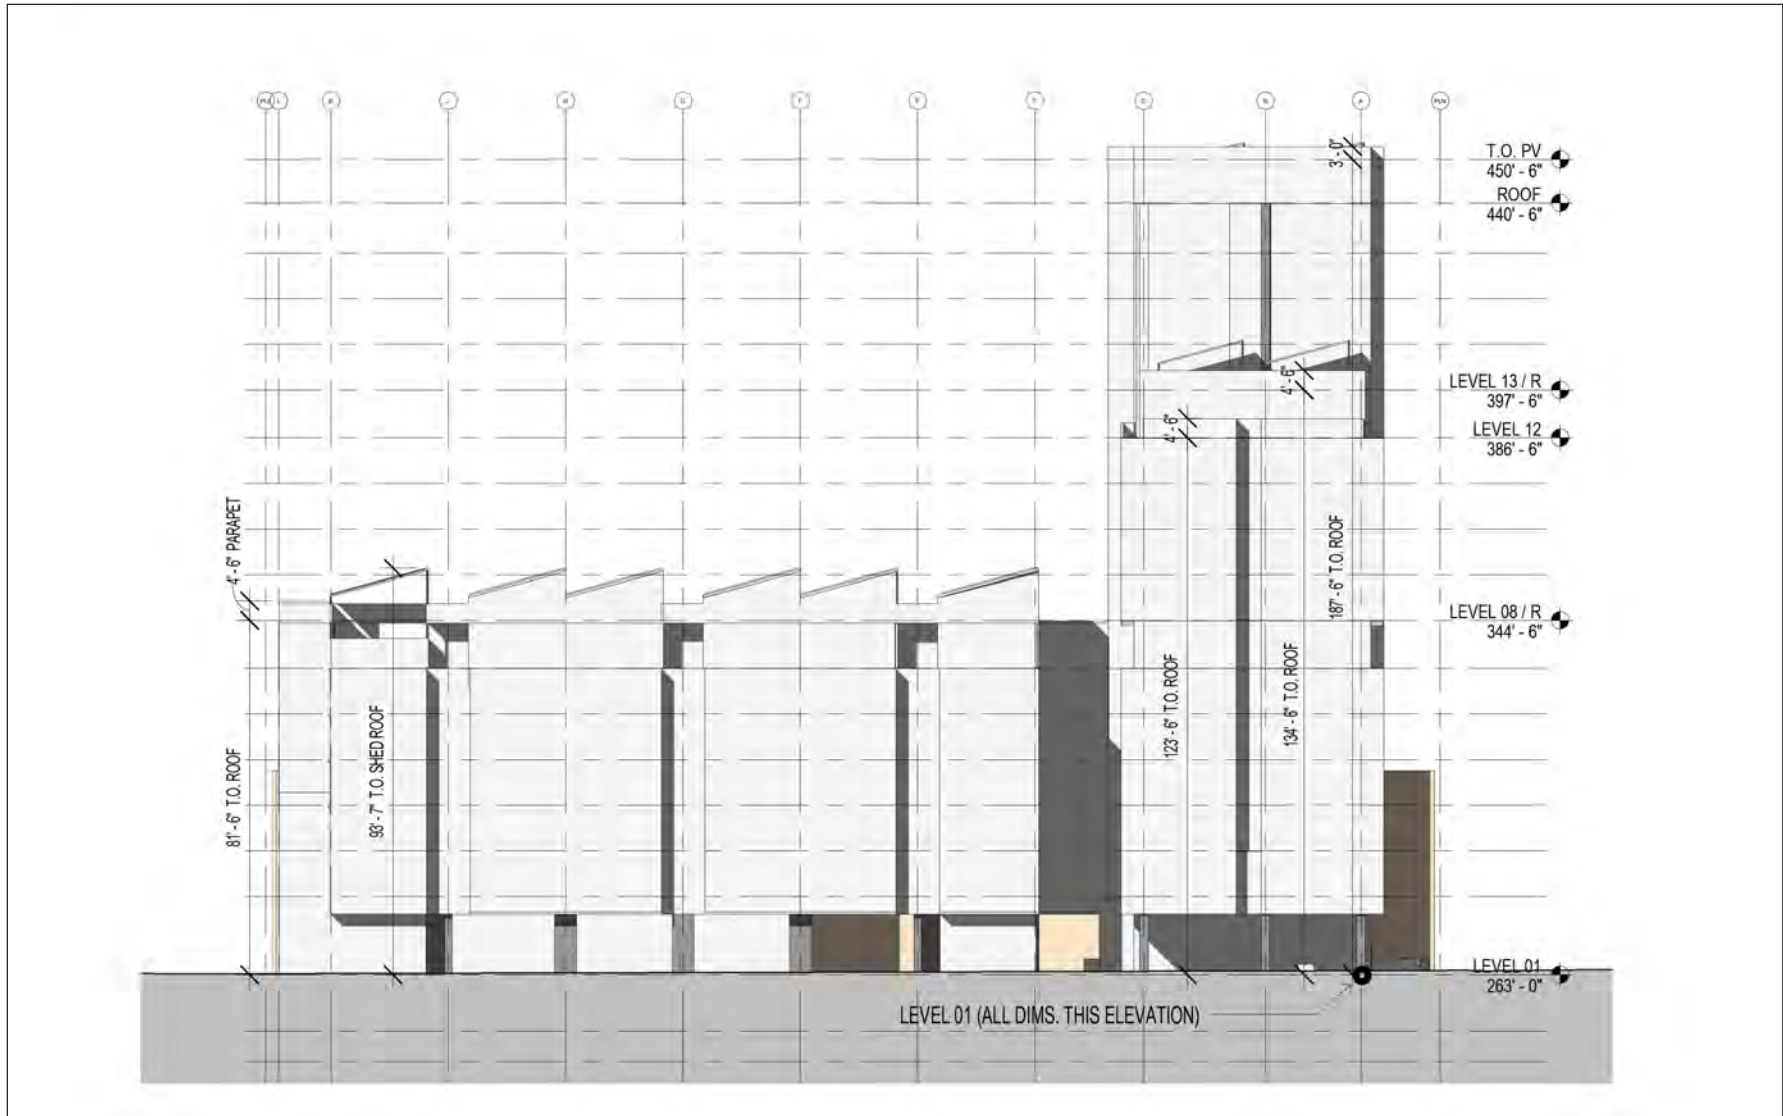 L
K
J
H
G
F
E
D
C
B
A
3' - 0"
T.O. PV
450' - 6"
ROOF
440' - 6"
4' - 6"
LEVEL 13 / R
397' - 6"
4' - 6"
LEVEL 12
386' - 6"
4' - 6" PARAPET
187' - 6" T.O. ROOF
LEVEL 08 / R
344' - 6"
123' - 6" T.O. ROOF
134' - 6" T.O. ROOF
93' - 7" T.O. SHED ROOF
81' - 6" T.O. ROOF
LEVEL 01
263' - 0"
LEVEL 01 (ALL DIMS. THIS ELEVATION)